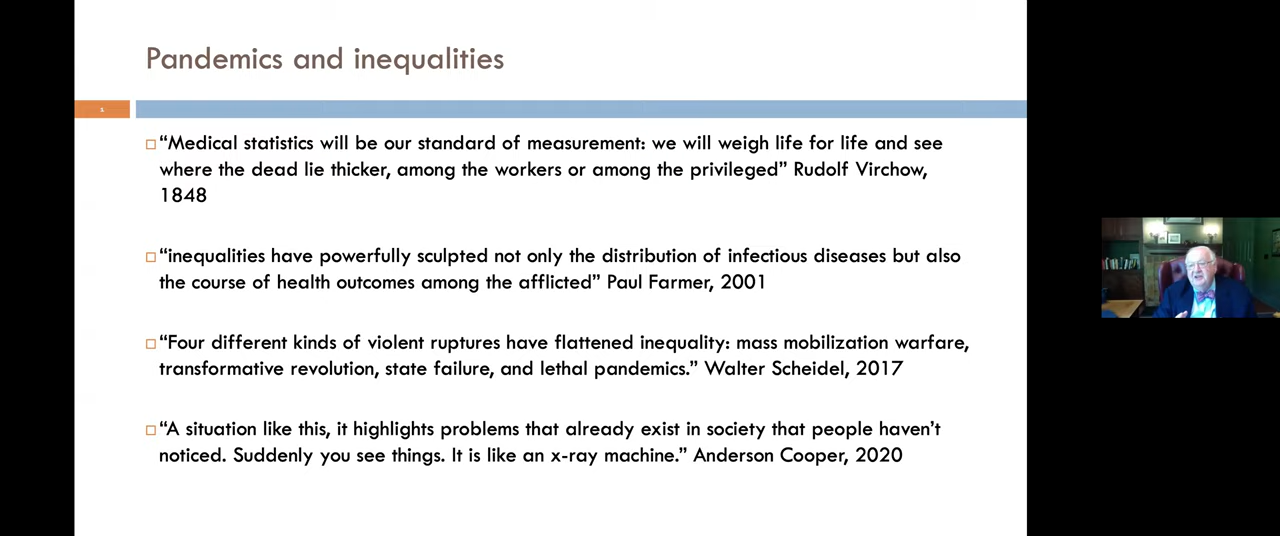 Pandemics and inequalities
5
“Medical statistics will be our standard of measurement: we will weigh life for life and see
where the dead lie thicker, among the workers or among the privileged” Rudolf Virchow,
1848
“inequalities have powerfully sculpted not only the distribution of infectious diseases but also
the course of health outcomes among the afflicted” Paul Farmer, 2001
“Four different kinds of violent ruptures have flattened inequality: mass mobilization warfare,
transformative revolution, state failure, and lethal pandemics.” Walter Scheidel, 2017
“A situation like this, it highlights problems that already exist in society that people haven’t
noticed. Suddenly you see things. It is like an x-ray machine.” Anderson Cooper, 2020